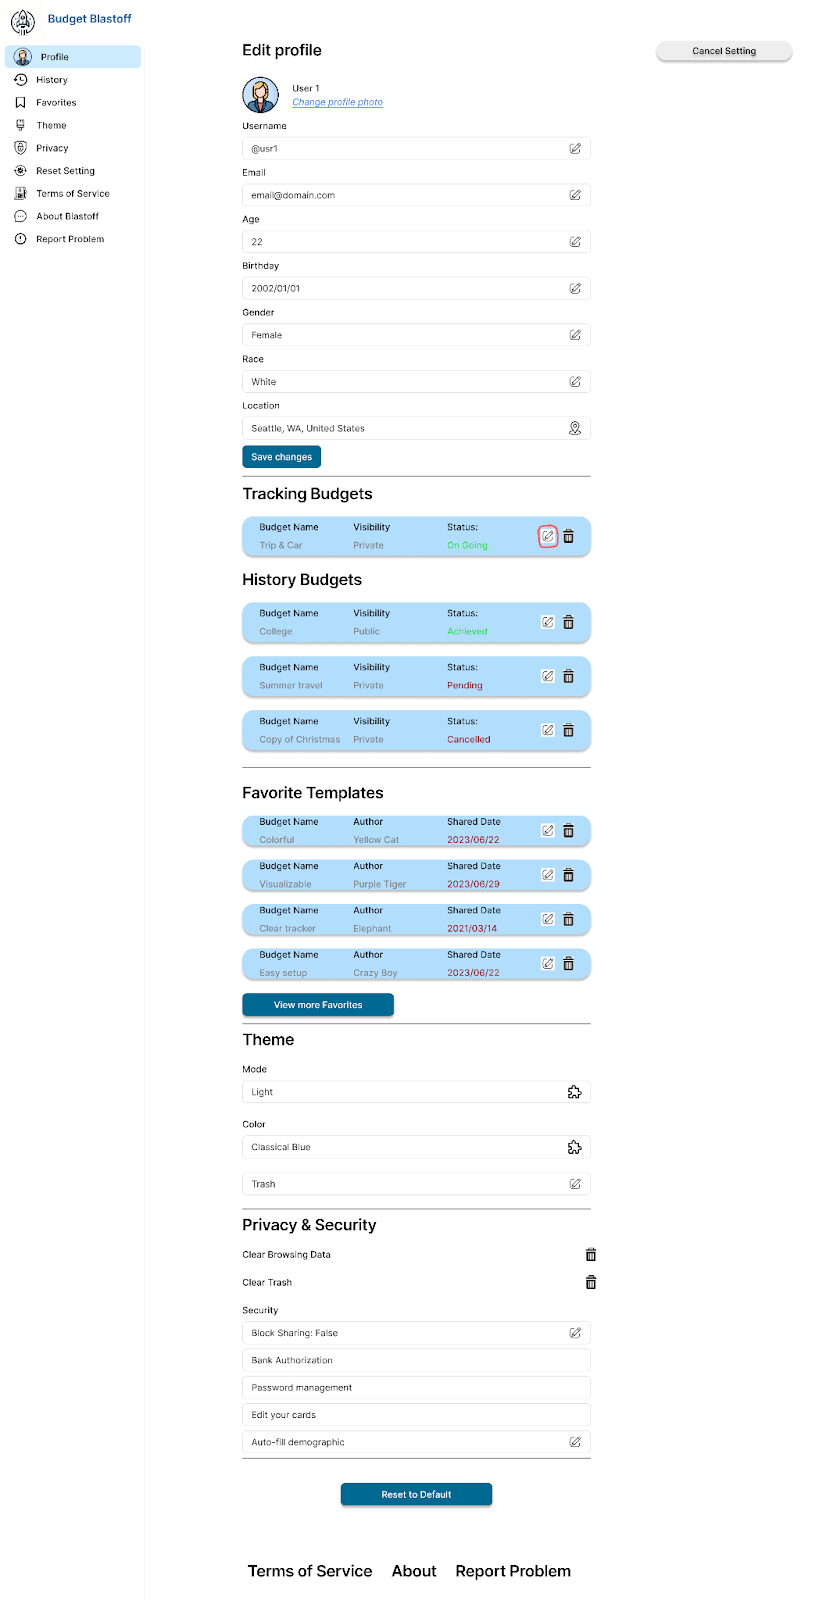 Budget Blastoff
Profile
History
Favorites
Theme
Privacy
Reset Setting
Terms of Service
About Blastoff
Report Problem
Edit profile
Cancel Setting
User 1
Change profile photo
Username
@usr1
Email
email@domain.com
Age
22
Birthday
2002/01/01
Gender
Female
Race
White
Location
Seattle, WA, United States
Save changes
Tracking Budgets
Budget Name Visibility Status:
Trip & Car Private On Going
History Budgets
Budget Name Visibility Status:
College Public Achieved
Budget Name Visibility Status:
Summer travel Private Pending
Budget Name Visibility Status:
Copy of Christmas Private Cancelled
Favorite Templates
Budget Name Author Shared Date
Colorful Yellow Cat 2023/06/22
Budget Name Author Shared Date
Visualizable Purple Tiger 2023/06/29
Budget Name Author Shared Date
Clear tracker Elephant 2021/03/14
Budget Name Author Shared Date
Easy setup Crazy Boy 2023/06/22
View more Favorites
Theme
Mode
Light
Color
Classical Blue
Trash
Privacy & Security
Clear Browsing Data
Clear Trash
Security
Block Sharing: False
Bank Authorization
Password management
Edit your cards
Auto-fill demographic
Reset to Default
Terms of Service About Report Problem